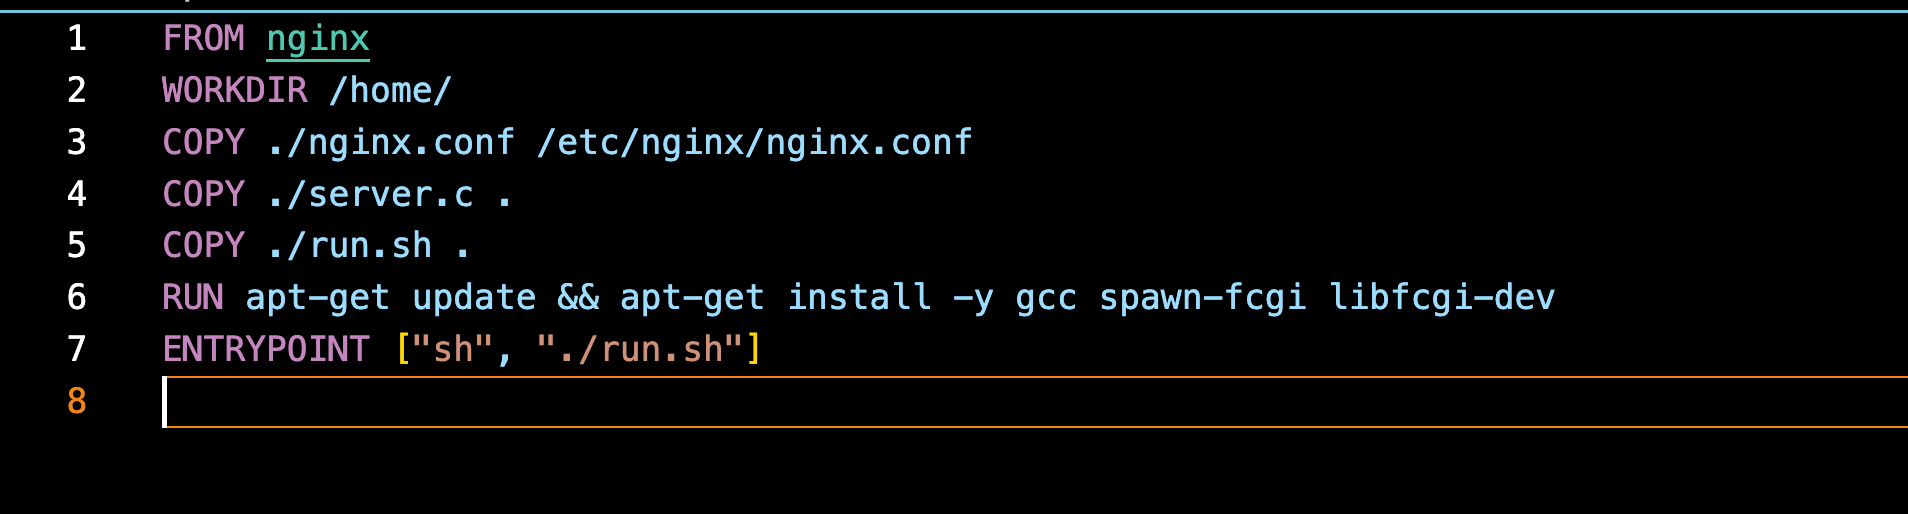 1 FROM nginx
2 WORKDIR /home/
3 COPY ./nginx.conf /etc/nginx/nginx.conf
4 COPY ./server.c .
5 COPY ./run.sh .
6 RUN apt-get update && apt-get install -y gcc spawn-fcgi libfcgi-dev
7 ENTRYPOINT ["sh", "./run.sh"]
8